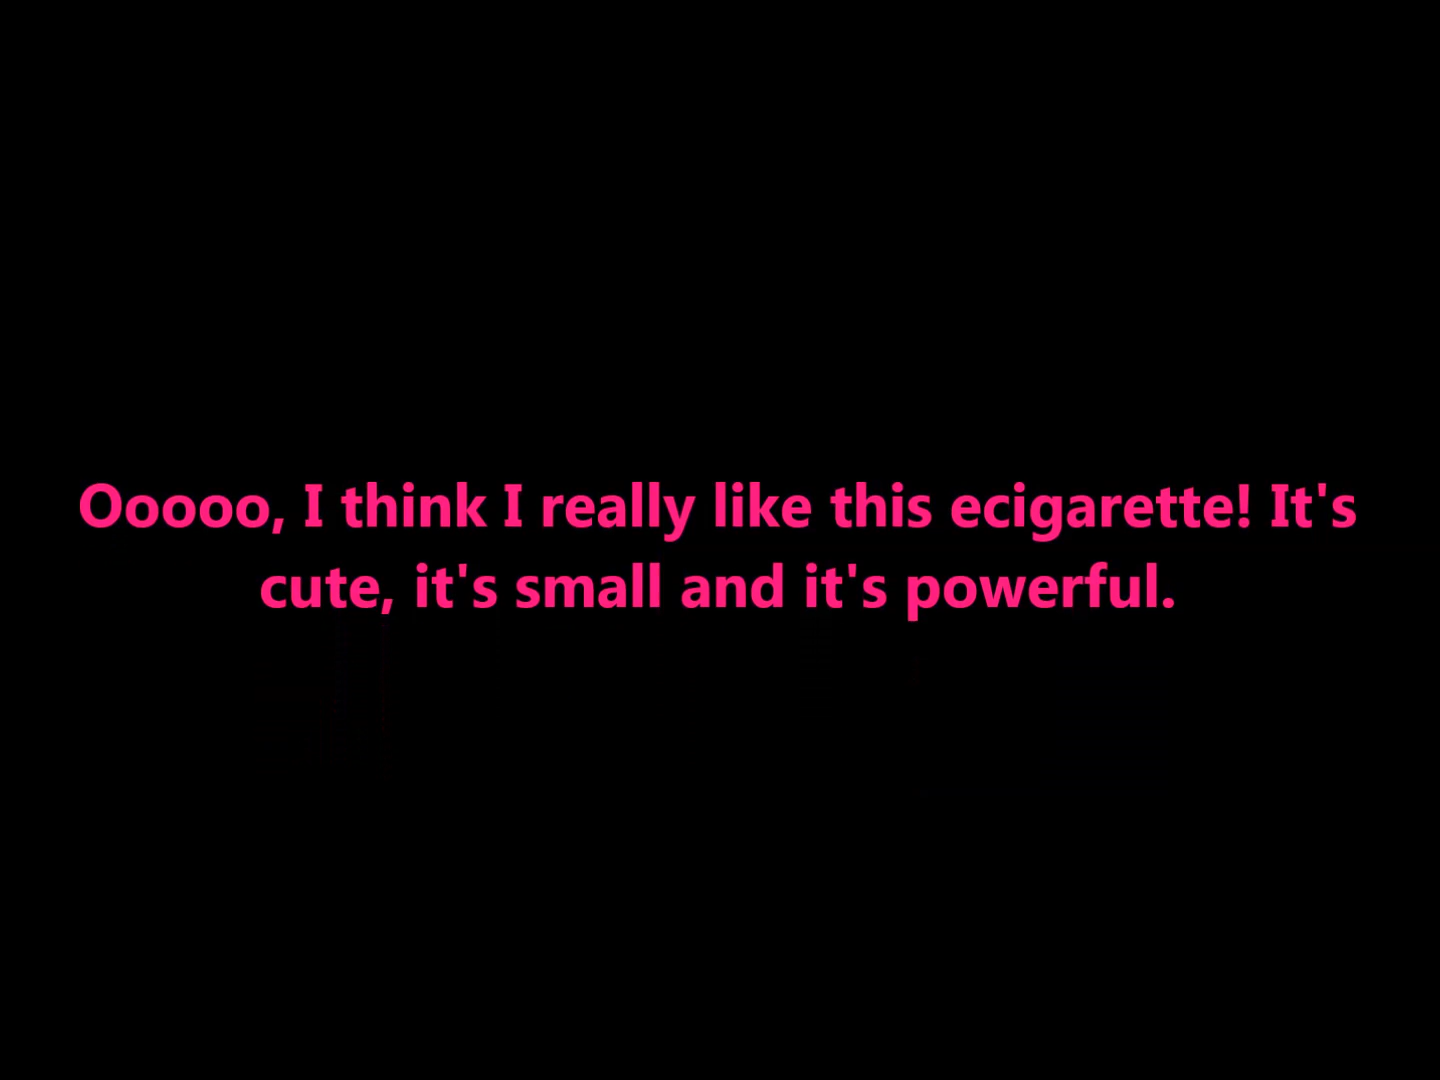 Ooooo, I think I really like this ecigarette! It's
cute, it's small and it's powerful.